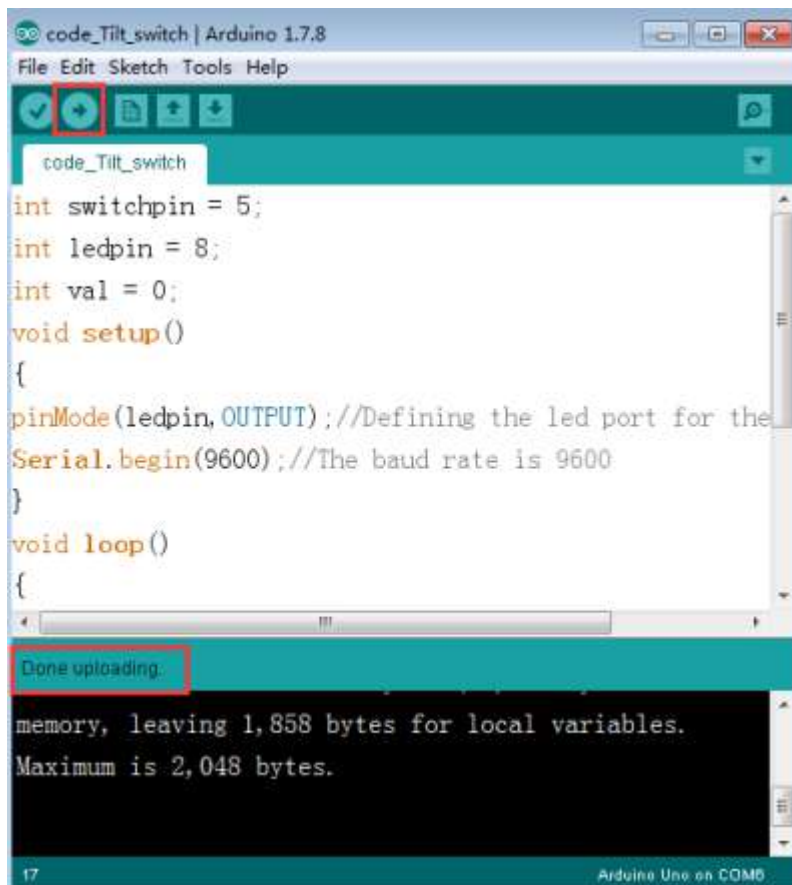 code_Tilt_switch | Arduino 1.7.8
File Edit Sketch Tools Help
code_Tilt_switch
int switchpin = 5;
int ledpin = 8;
int val = 0;
void setup()
{
pinMode(ledpin,OUTPUT);//Defining the led port for the
Serial.begin(9600);//The baud rate is 9600
}
void loop()
{
Done uploading.
memory, leaving 1,858 bytes for local variables.
Maximum is 2,048 bytes.
17 Arduino Uno on COM6